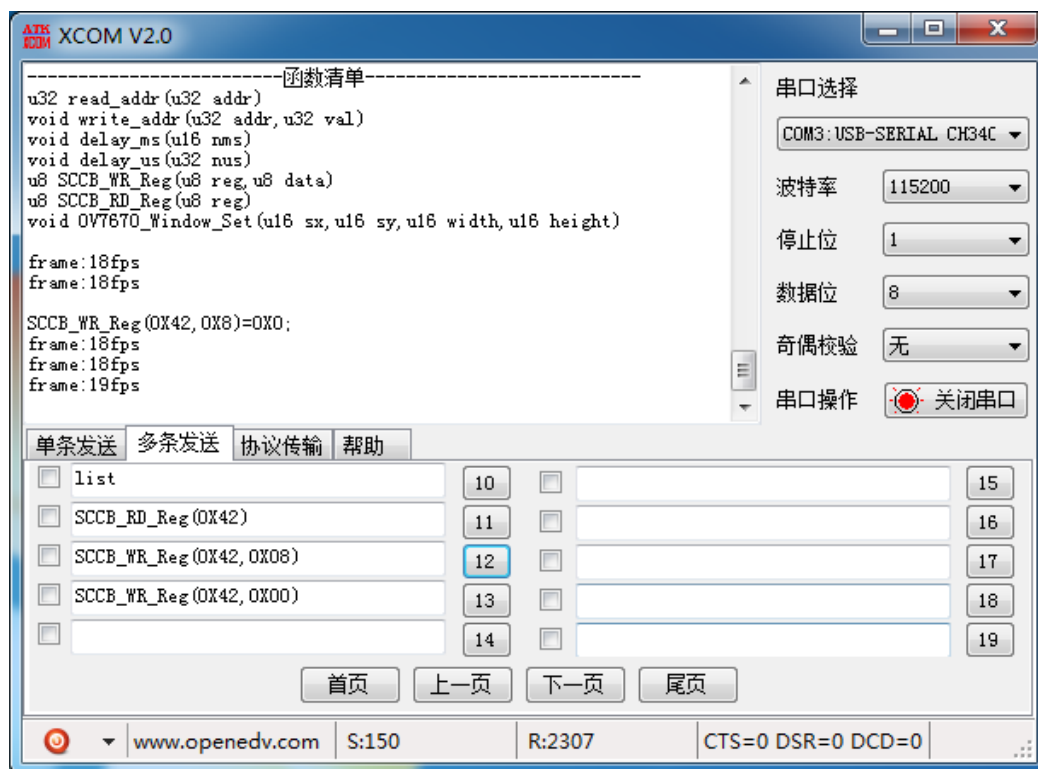 ATK XCOM XCOM V2.0
-------------------------函数清单---------------------------
u32 read_addr(u32 addr)
void write_addr(u32 addr,u32 val)
void delay_ms(u16 nms)
void delay_us(u32 nus)
u8 SCCB_WR_Reg(u8 reg,u8 data)
u8 SCCB_RD_Reg(u8 reg)
void OV7670_Window_Set(u16 sx,u16 sy,u16 width,u16 height)
frame:18fps
frame:18fps
SCCB_WR_Reg(0X42,0X8)=0X0;
frame:18fps
frame:18fps
frame:19fps
串口选择
COM3:USB-SERIAL CH34
波特率 115200
停止位 1
数据位 8
奇偶校验 无
串口操作 关闭串口
单条发送 多条发送 协议传输 帮助
list 10 15
SCCB_RD_Reg(0X42) 11 16
SCCB_WR_Reg(0X42,0X08) 12 17
SCCB_WR_Reg(0X42,0X00) 13 18
14 19
首页 上一页 下一页 尾页
www.openedv.com S:150 R:2307 CTS=0 DSR=0 DCD=0